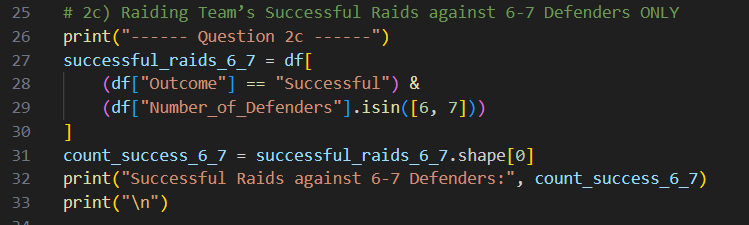 25 # 2c) Raiding Team’s Successful Raids against 6-7 Defenders ONLY
26 print("------ Question 2c ------")
27 successful_raids_6_7 = df[
28     (df["Outcome"] == "Successful") &
29     (df["Number_of_Defenders"].isin([6, 7]))
30 ]
31 count_success_6_7 = successful_raids_6_7.shape[0]
32 print("Successful Raids against 6-7 Defenders:", count_success_6_7)
33 print("\n")